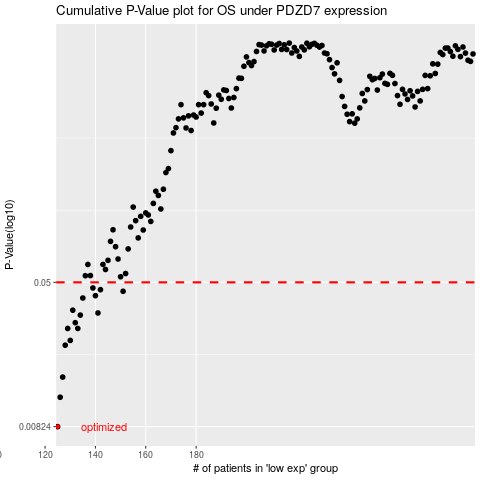 Cumulative P-Value plot for OS under PDZD7 expression
P-Value(log10)
0.05
0.00824
optimized
0 120 140 160 180
# of patients in 'low exp' group